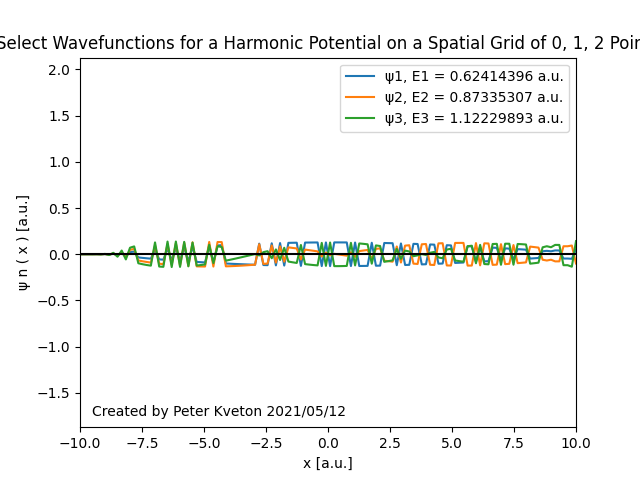 Select Wavefunctions for a Harmonic Potential on a Spatial Grid of 0, 1, 2 Poin
2.0
1.5
1.0
0.5
0.0
−0.5
−1.0
−1.5
ψ n ( x ) [a.u.]
ψ1, E1 = 0.62414396 a.u.
ψ2, E2 = 0.87335307 a.u.
ψ3, E3 = 1.12229893 a.u.
Created by Peter Kveton 2021/05/12
−10.0 −7.5 −5.0 −2.5 0.0 2.5 5.0 7.5 10.0
x [a.u.]